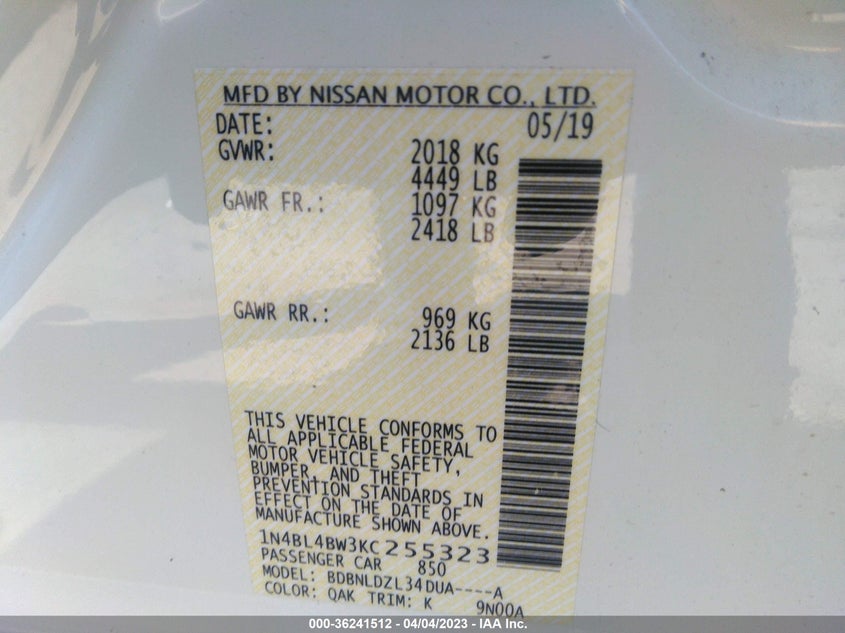 MFD BY NISSAN MOTOR CO., LTD.
DATE: 05/19
GVWR: 2018 KG
4449 LB
GAWR FR.: 1097 KG
2418 LB
GAWR RR.: 969 KG
2136 LB
THIS VEHICLE CONFORMS TO
ALL APPLICABLE FEDERAL
MOTOR VEHICLE SAFETY,
BUMPER, AND THEFT
PREVENTION STANDARDS IN
EFFECT ON THE DATE OF
MANUFACTURE SHOWN ABOVE.
1N4BL4BW3KC255323
PASSENGER CAR 850
MODEL: BDBNLDZL34DUA----A
COLOR: QAK TRIM: K 9N00A
000-36241512 - 04/04/2023 - IAA Inc.